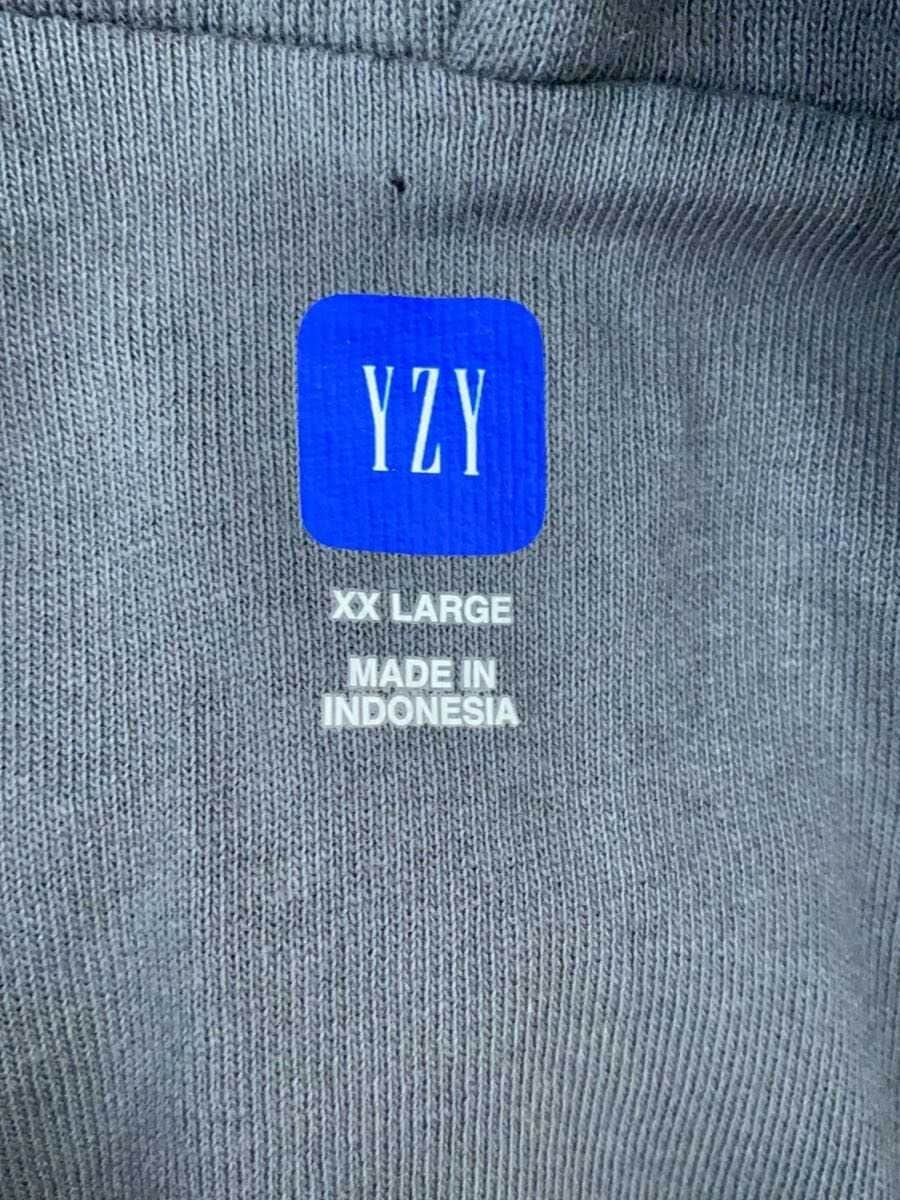 YZY
XX LARGE
MADE IN
INDONESIA